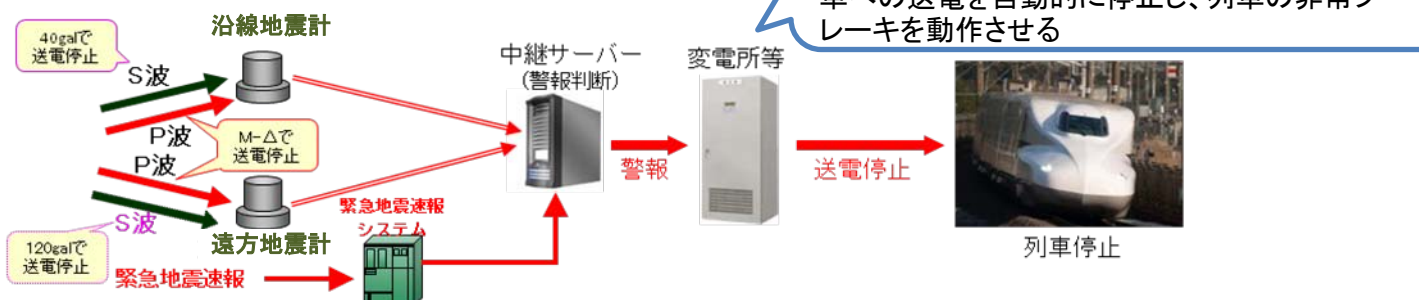 車への送電を自動的に停止し、列車の非常ブ
レーキを動作させる
沿線地震計
40galで
送電停止
S波
P波
M-Δで
送電停止
P波
S波
120galで
送電停止
遠方地震計
緊急地震速報
緊急地震速報
システム
中継サーバー
(警報判断)
警報
変電所等
送電停止
列車停止